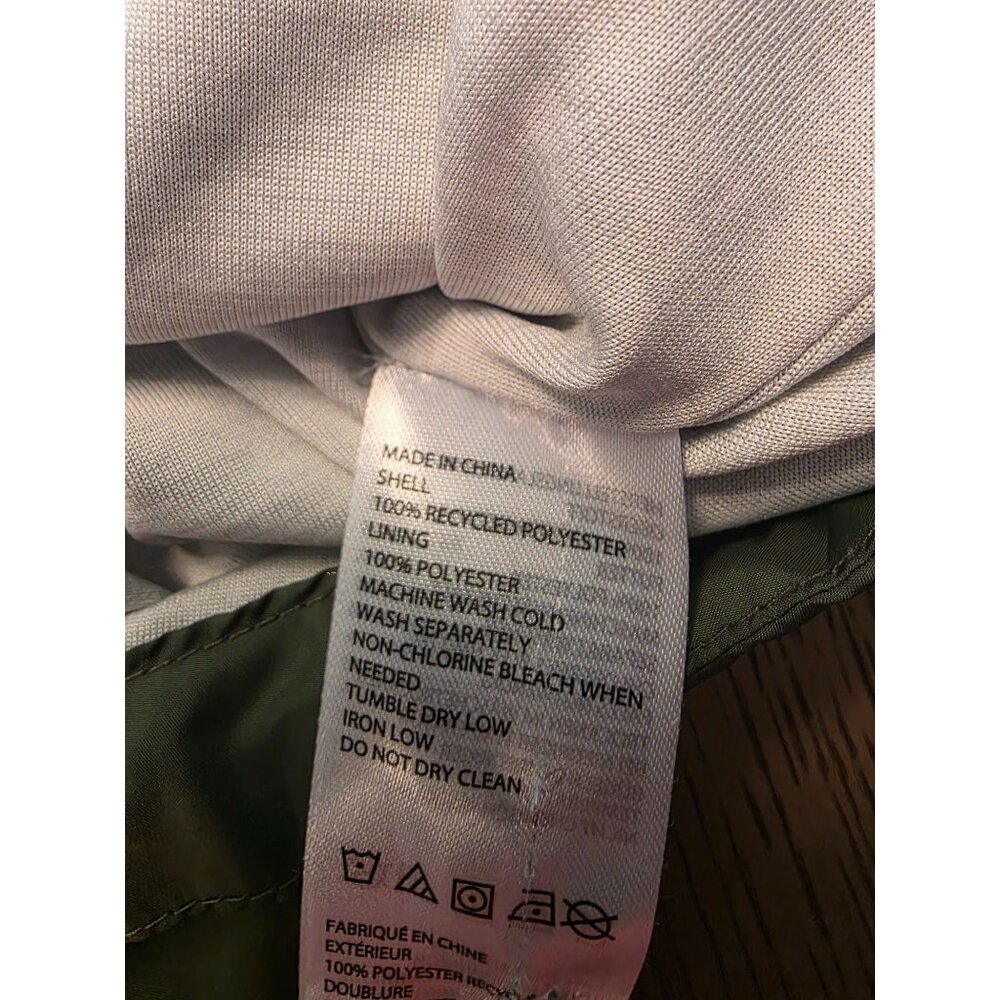 MADE IN CHINA
SHELL
100% RECYCLED POLYESTER
LINING
100% POLYESTER
MACHINE WASH COLD
WASH SEPARATELY
NON-CHLORINE BLEACH WHEN
NEEDED
TUMBLE DRY LOW
IRON LOW
DO NOT DRY CLEAN
FABRIQUÉ EN CHINE
EXTÉRIEUR
100% POLYESTER
DOUBLURE